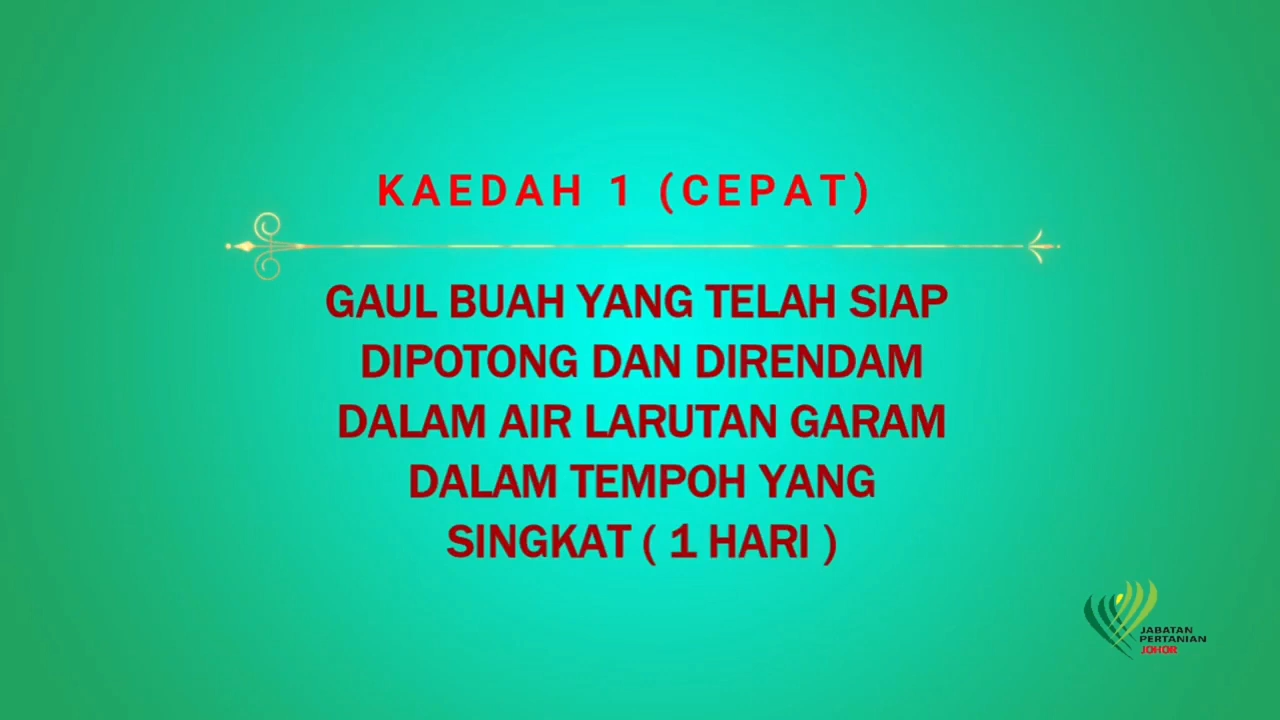 KAEDAH 1 (CEPAT)
GAUL BUAH YANG TELAH SIAP
DIPOTONG DAN DIRENDAM
DALAM AIR LARUTAN GARAM
DALAM TEMPOH YANG
SINGKAT ( 1 HARI )
JABATAN
PERTANIAN
JOHOR